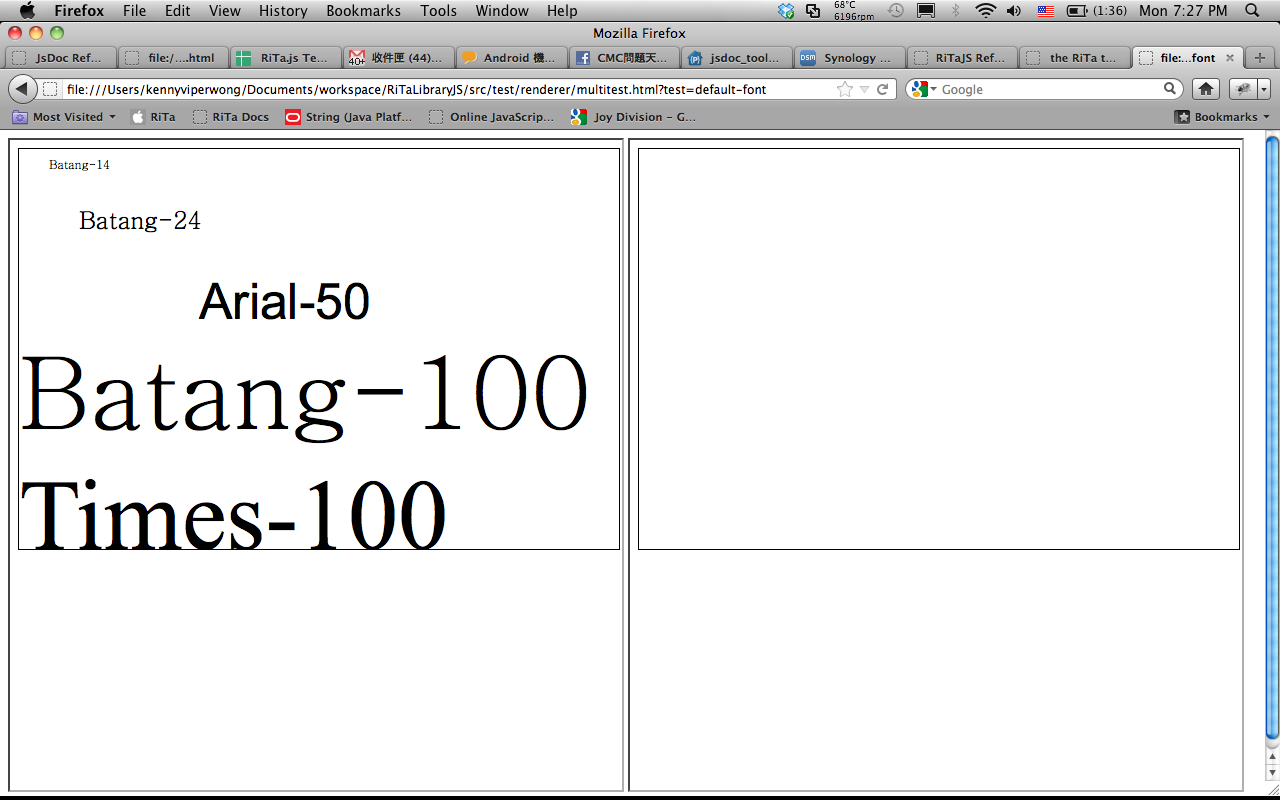 Firefox File Edit View History Bookmarks Tools Window Help 68°C 6196rpm (1:36) Mon 7:27 PM
Mozilla Firefox
JsDoc Ref... file:/....html RiTa.js Te... 40+ 收件匣 (44)... Android 機... CMC問題天... jsdoc_tool... DSM Synology ... RiTaJS Ref... the RiTa t... file:...font
file:///Users/kennyviperwong/Documents/workspace/RiTaLibraryJS/src/test/renderer/multitest.html?test=default-font Google
Most Visited RiTa RiTa Docs String (Java Platf... Online JavaScrip... Joy Division – G... Bookmarks
Batang-14
Batang-24
Arial-50
Batang-100
Times-100